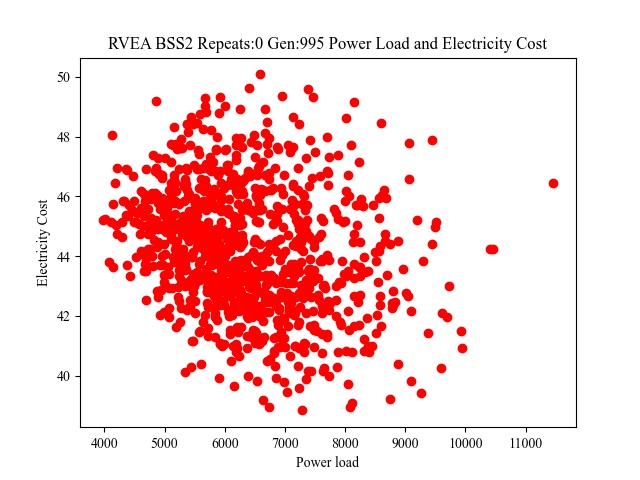 RVEA BSS2 Repeats:0 Gen:995 Power Load and Electricity Cost
50
48
46
44
42
40
Electricity Cost
4000 5000 6000 7000 8000 9000 10000 11000
Power load